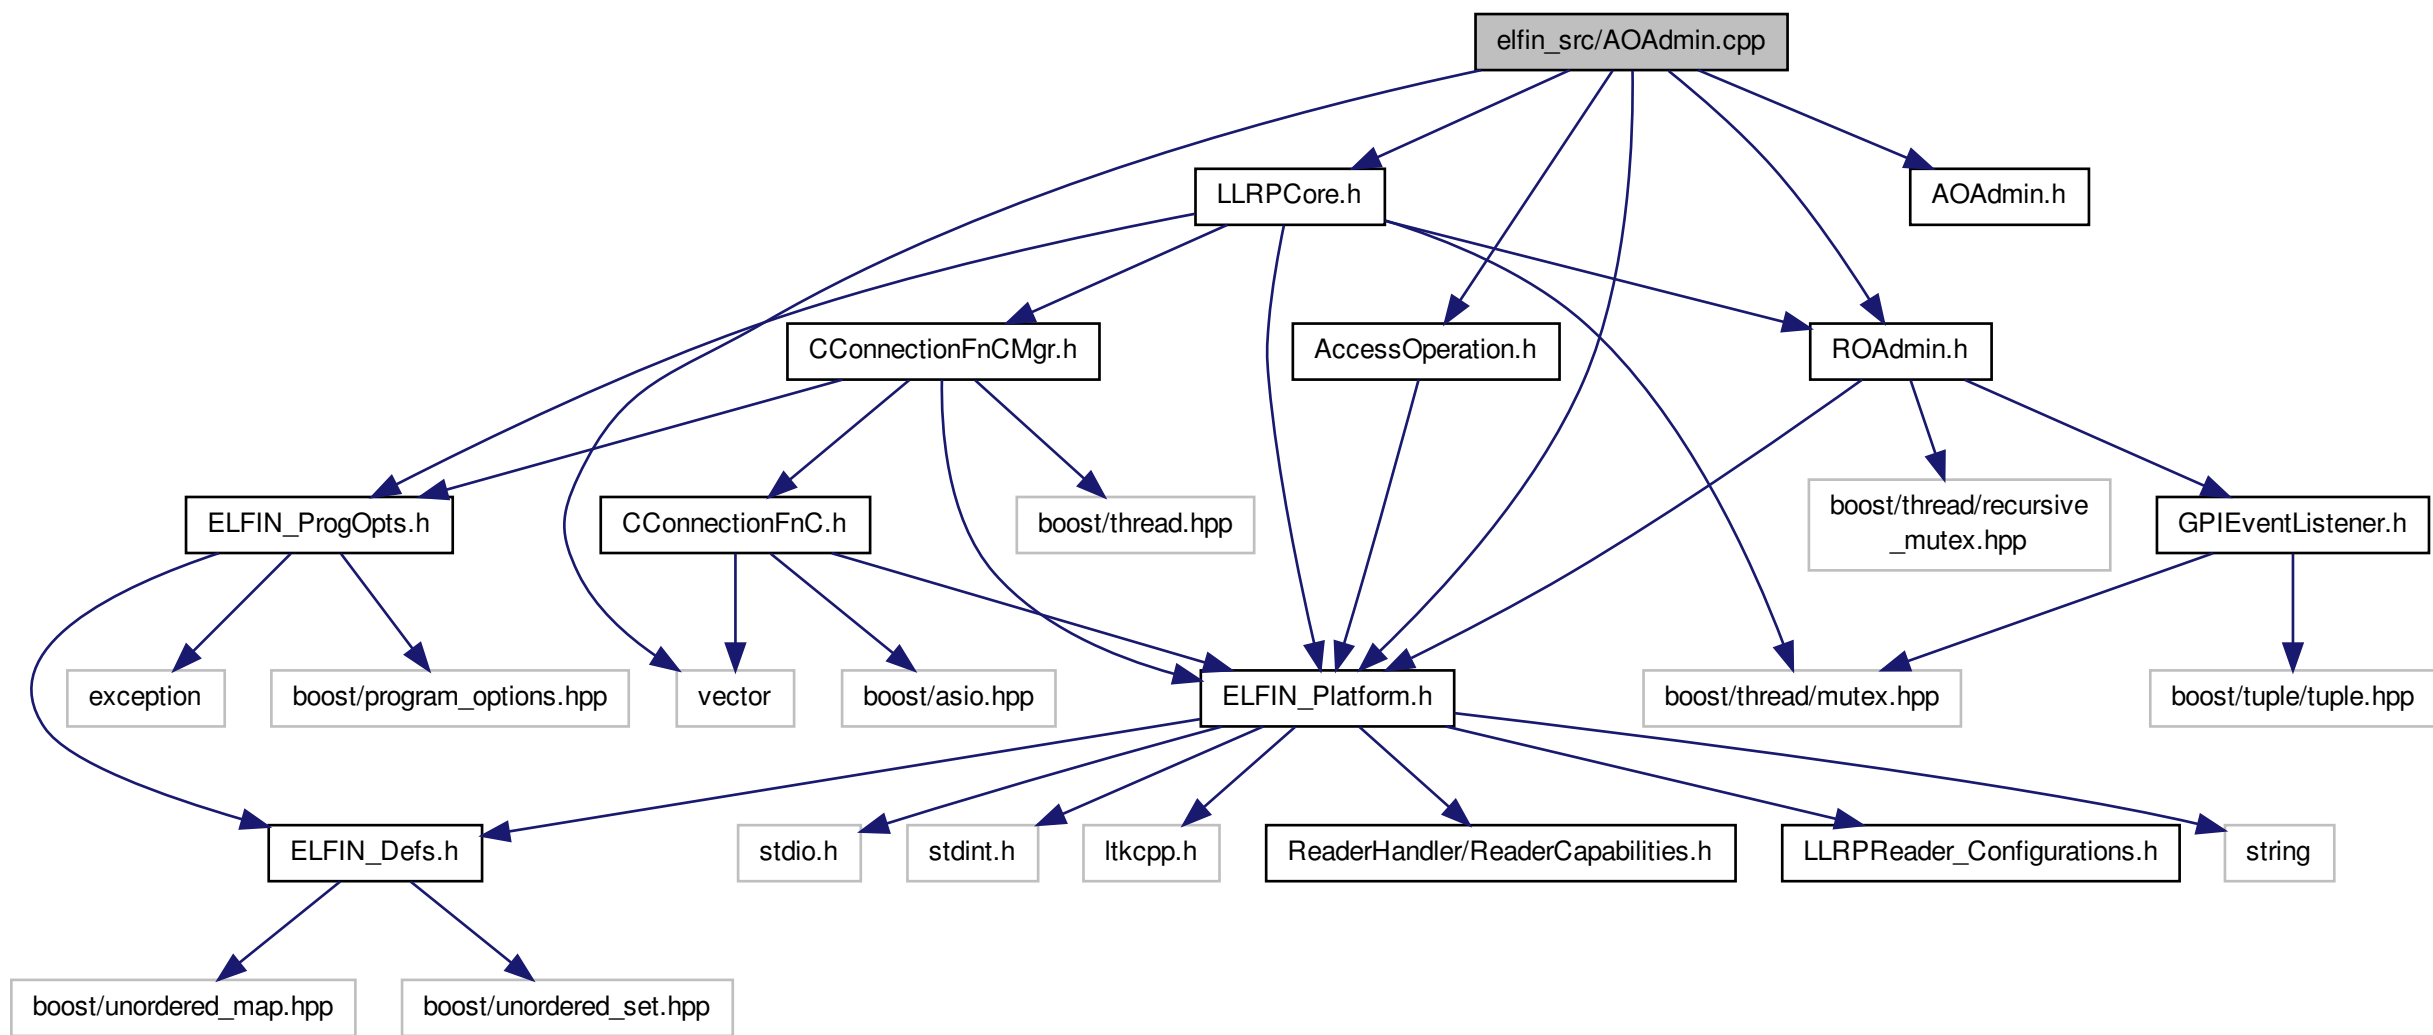 elfin_src/AOAdmin.cpp
LLRPCore.h
AOAdmin.h
CConnectionFnCMgr.h
AccessOperation.h
ROAdmin.h
ELFIN_ProgOpts.h
CConnectionFnC.h
boost/thread.hpp
boost/thread/recursive
_mutex.hpp
GPIEventListener.h
exception
boost/program_options.hpp
vector
boost/asio.hpp
ELFIN_Platform.h
boost/thread/mutex.hpp
boost/tuple/tuple.hpp
ELFIN_Defs.h
stdio.h
stdint.h
ltkcpp.h
ReaderHandler/ReaderCapabilities.h
LLRPReader_Configurations.h
string
boost/unordered_map.hpp
boost/unordered_set.hpp